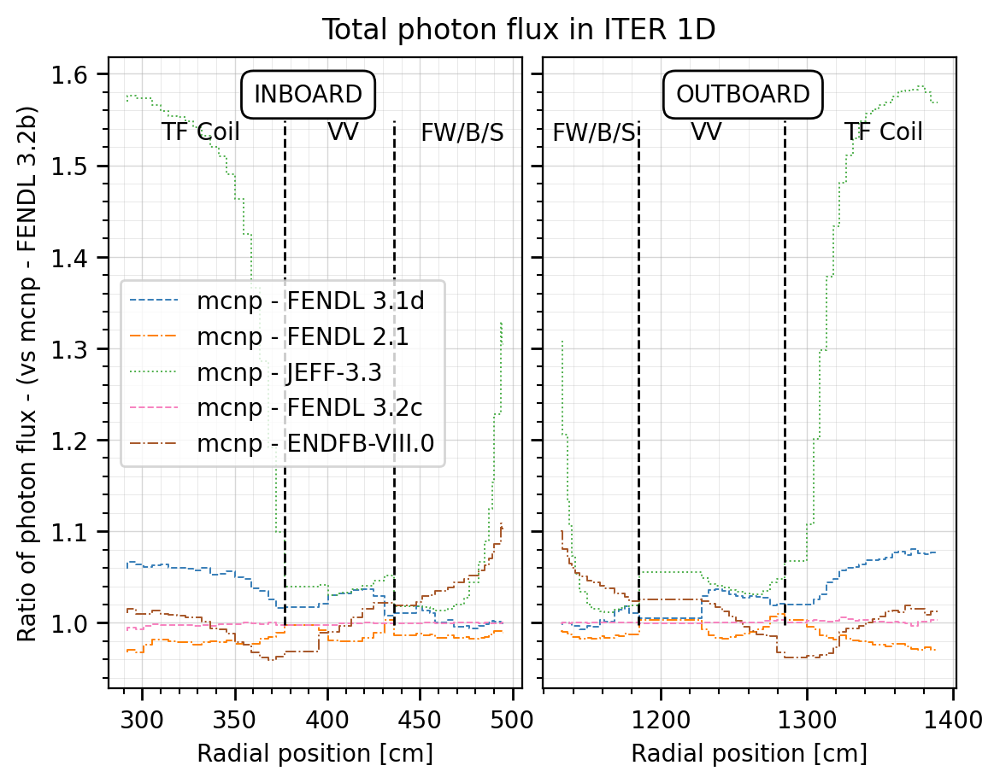 Total photon flux in ITER 1D
INBOARD
OUTBOARD
TF Coil
VV
FW/B/S
FW/B/S
VV
TF Coil
Ratio of photon flux - (vs mcnp - FENDL 3.2b)
1.6
1.5
1.4
1.3
1.2
1.1
1.0
mcnp - FENDL 3.1d
mcnp - FENDL 2.1
mcnp - JEFF-3.3
mcnp - FENDL 3.2c
mcnp - ENDFB-VIII.0
300 350 400 450 500
1200 1300 1400
Radial position [cm]
Radial position [cm]